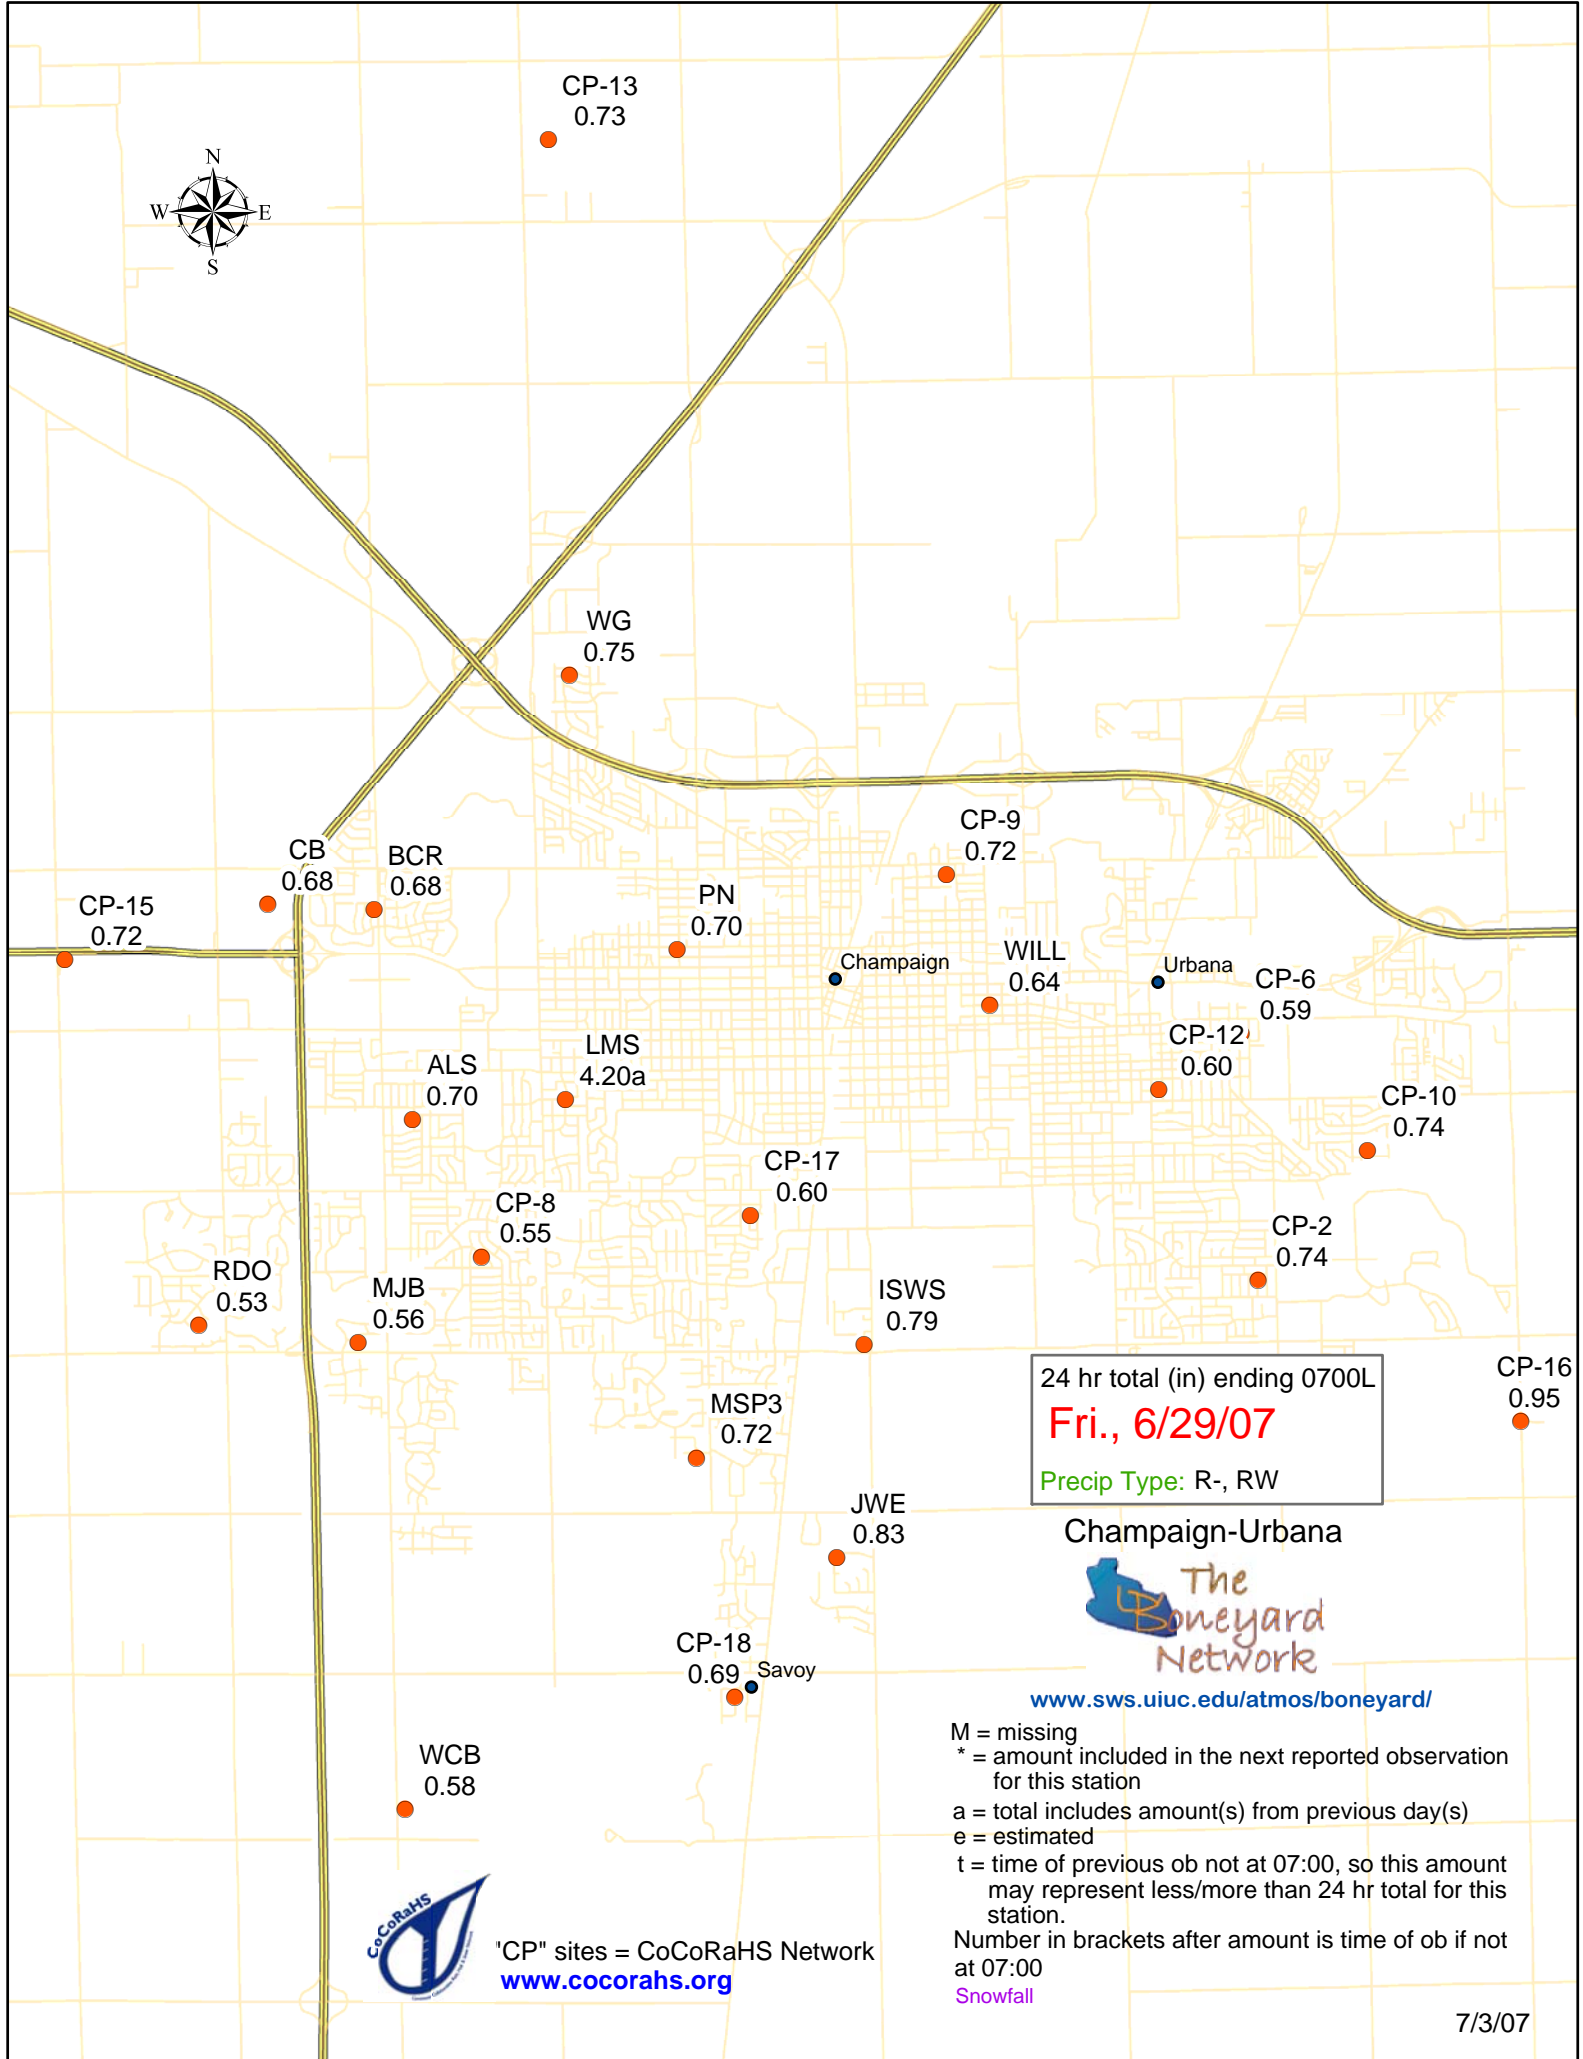 CP-13
0.73
N
W E
S
WG
0.75
CP-9
0.72
CB
0.68
BCR
0.68
CP-15
0.72
PN
0.70
Champaign
WILL
0.64
Urbana
CP-6
0.59
CP-12
0.60
LMS
4.20a
ALS
0.70
CP-10
0.74
CP-17
0.60
CP-8
0.55
CP-2
0.74
RDO
0.53
MJB
0.56
ISWS
0.79
CP-16
0.95
MSP3
0.72
24 hr total (in) ending 0700L
Fri., 6/29/07
Precip Type: R-, RW
JWE
0.83
Champaign-Urbana
The
Boneyard
Network
www.sws.uiuc.edu/atmos/boneyard/
CP-18
0.69
Savoy
WCB
0.58
M = missing
* = amount included in the next reported observation
for this station
a = total includes amount(s) from previous day(s)
e = estimated
t = time of previous ob not at 07:00, so this amount
may represent less/more than 24 hr total for this
station.
Number in brackets after amount is time of ob if not
at 07:00
Snowfall
CoCoRaHS
"CP" sites = CoCoRaHS Network
www.cocorahs.org
7/3/07